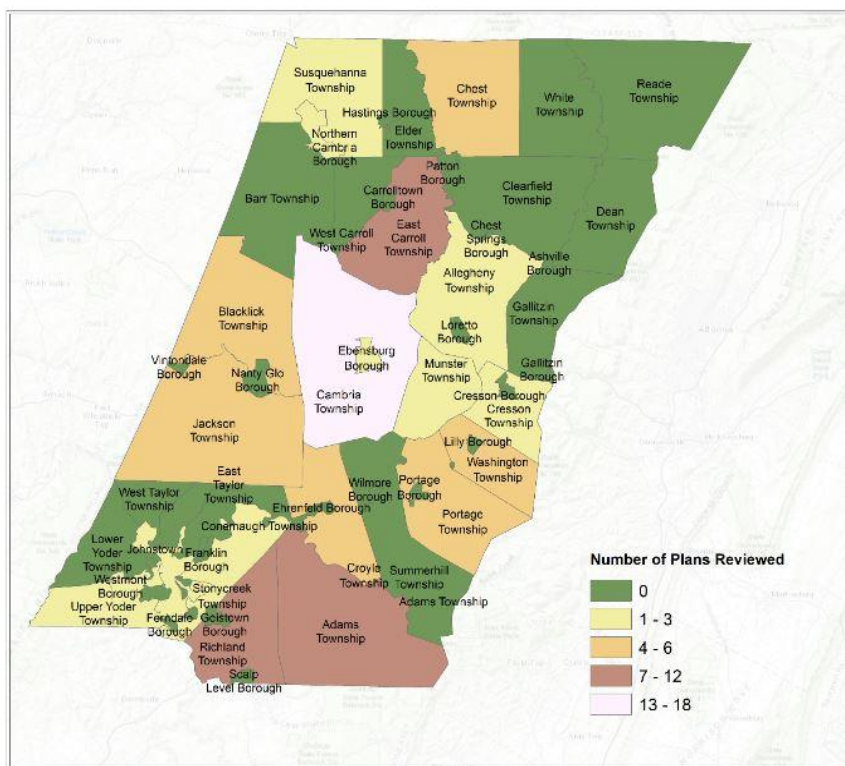 Susquehanna
Township
Hastings Borough
Elder
Township
Chest
Township
White
Township
Reade
Township
Northern
Cambria
Borough
Barr Township
Patton
Borough
Carrolltown
Borough
East
Carroll
Township
West Carroll
Township
Clearfield
Township
Dean
Township
Chest
Springs
Borough
Ashville
Borough
Allegheny
Township
Gallitzin
Township
Loretto
Borough
Gallitzin
Borough
Blacklick
Township
Vintondale
Borough
Nanty Glo
Borough
Ebensburg
Borough
Cambria
Township
Munster
Township
Cresson Borough
Cresson
Township
Jackson
Township
Lilly Borough
Washington
Township
East
Taylor
Township
West Taylor
Township
Ehrenfeld Borough
Wilmore
Borough
Portage
Borough
Portage
Township
Conemaugh Township
Lower
Yoder
Township
Johnstown
Franklin
Borough
Westmont
Borough
Stonycreek
Township
Upper Yoder
Township
Ferndale
Borough
Geistown
Borough
Richland
Township
Scalp
Level Borough
Croyle
Township
Summerhill
Township
Adams Township
Adams
Township
Number of Plans Reviewed
0
1 - 3
4 - 6
7 - 12
13 - 18